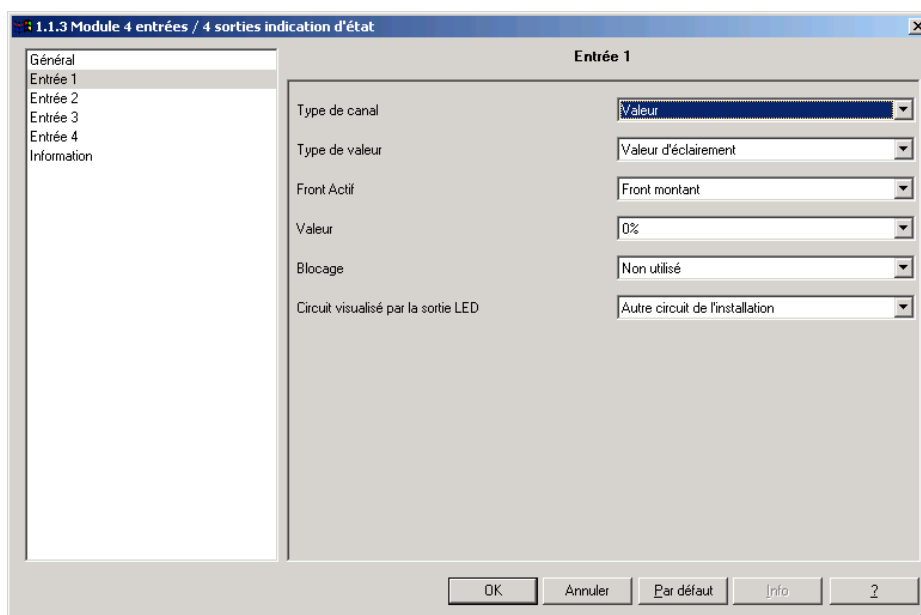 1.1.3 Module 4 entrées / 4 sorties indication d'état
Général
Entrée 1
Entrée 2
Entrée 3
Entrée 4
Information
Entrée 1
Type de canal
Valeur
Type de valeur
Valeur d'éclairement
Front Actif
Front montant
Valeur
0%
Blocage
Non utilisé
Circuit visualisé par la sortie LED
Autre circuit de l'installation
OK
Annuler
Par défaut
Info
?